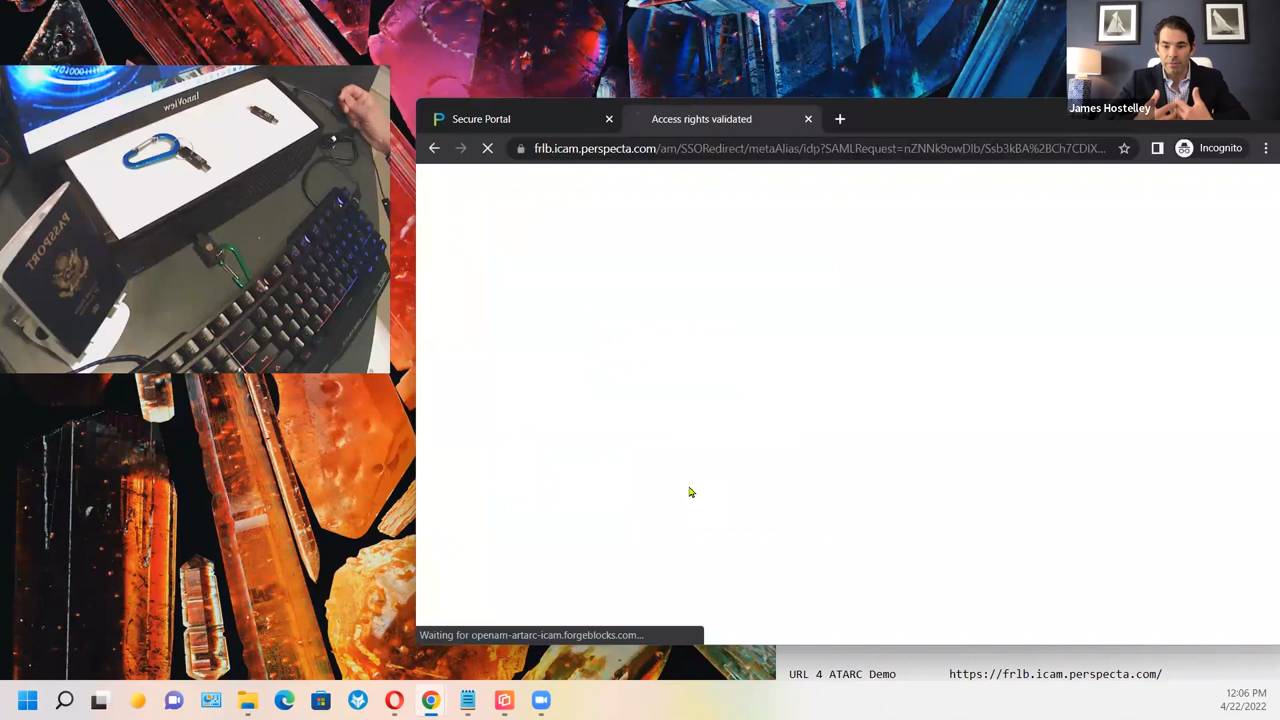 James Hostelley
InnoView
PASSPORT
Secure Portal
Access rights validated
frlb.icam.perspecta.com/am/SSORedirect/metaAlias/idp?SAMLRequest=nZNNk9owDIb/Ssb3kBA%2BCh7CDIX...
Incognito
Waiting for openam-artarc-icam.forgeblocks.com...
URL 4 ATARC Demo https://frlb.icam.perspecta.com/
12:06 PM
4/22/2022